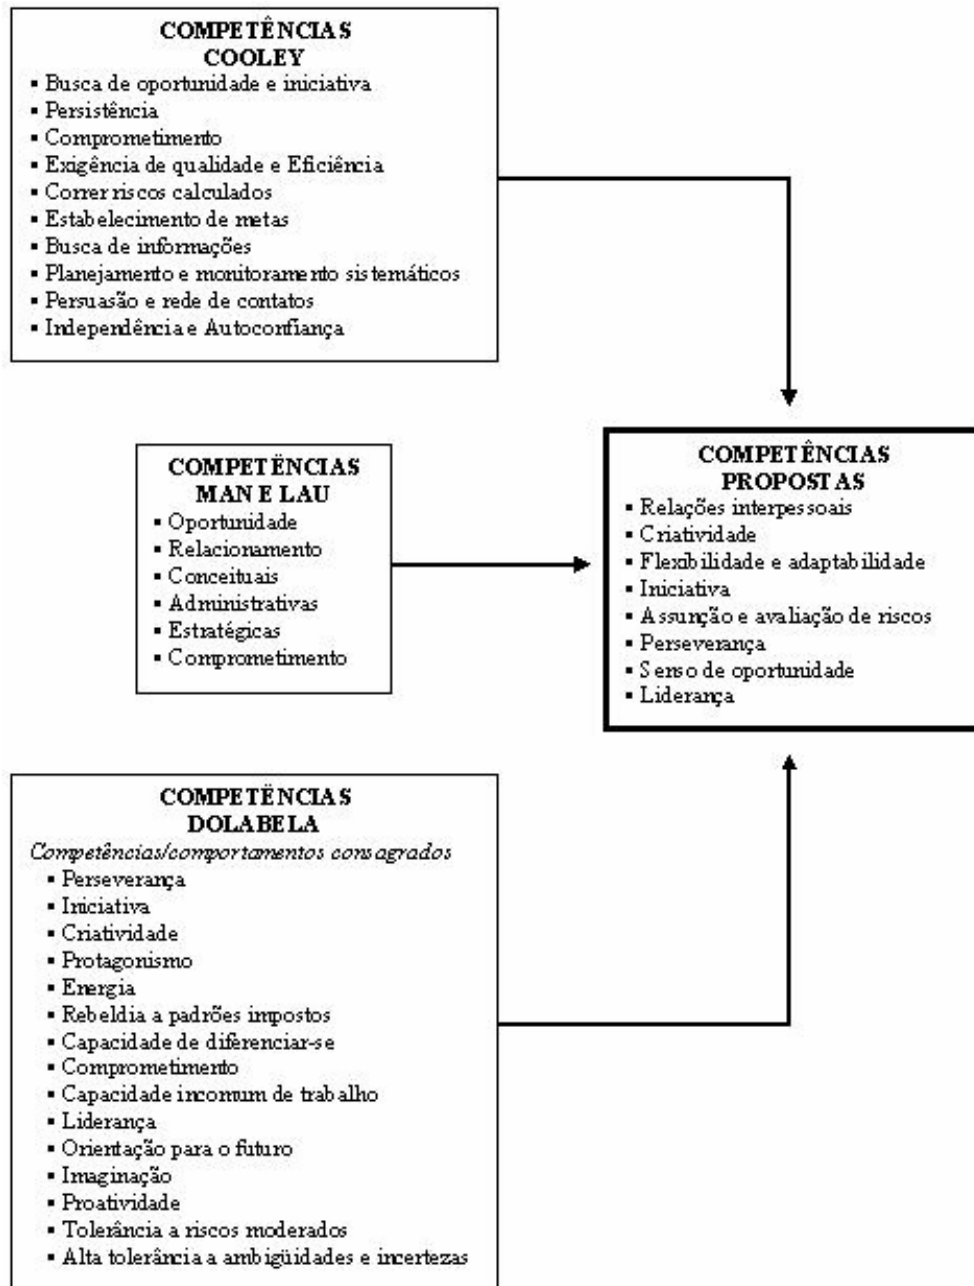 COMPETÊNCIAS
COOLEY
▪ Busca de oportunidade e iniciativa
▪ Persistência
▪ Comprometimento
▪ Exigência de qualidade e Eficiência
▪ Correr riscos calculados
▪ Estabelecimento de metas
▪ Busca de informações
▪ Planejamento e monitoramento sistemáticos
▪ Persuasão e rede de contatos
▪ Independência e Autoconfiança
COMPETÊNCIAS
MAN E LAU
▪ Oportunidade
▪ Relacionamento
▪ Conceituais
▪ Administrativas
▪ Estratégicas
▪ Comprometimento
COMPETÊNCIAS
PROPOSTAS
▪ Relações interpessoais
▪ Criatividade
▪ Flexibilidade e adaptabilidade
▪ Iniciativa
▪ Assunção e avaliação de riscos
▪ Perseverança
▪ Senso de oportunidade
▪ Liderança
COMPETÊNCIAS
DOLABELA
Competências/comportamentos consagrados
▪ Perseverança
▪ Iniciativa
▪ Criatividade
▪ Protagonismo
▪ Energia
▪ Rebeldia a padrões impostos
▪ Capacidade de diferenciar-se
▪ Comprometimento
▪ Capacidade incomum de trabalho
▪ Liderança
▪ Orientação para o futuro
▪ Imaginação
▪ Proatividade
▪ Tolerância a riscos moderados
▪ Alta tolerância a ambigüidades e incertezas